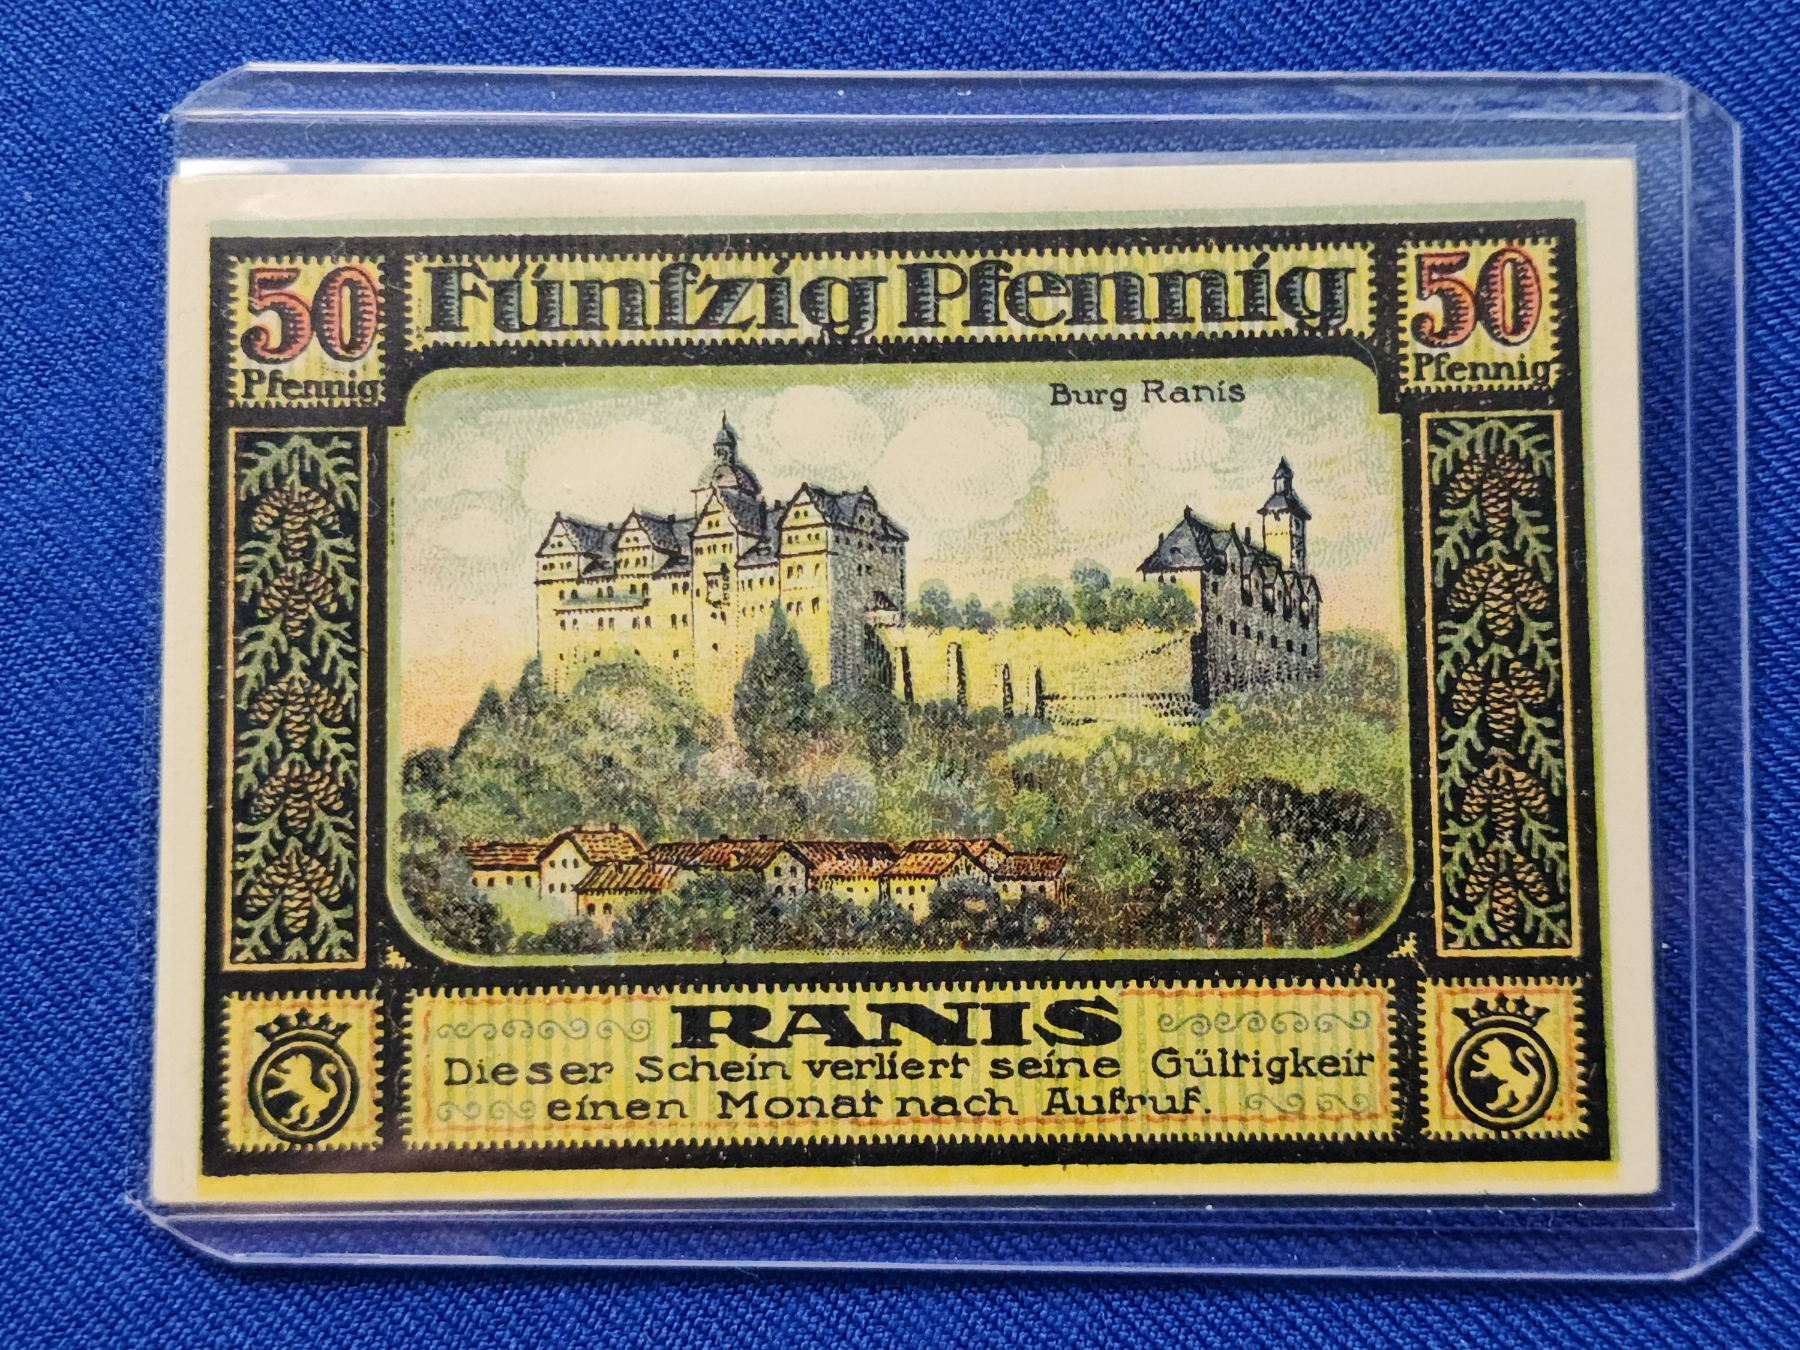 50 Fünfzig Pfennig 50
Pfennig Pfennig
Burg Ranis
RANIS
Dieser Schein verliert seine Gültigkeit
einen Monat nach Aufruf.